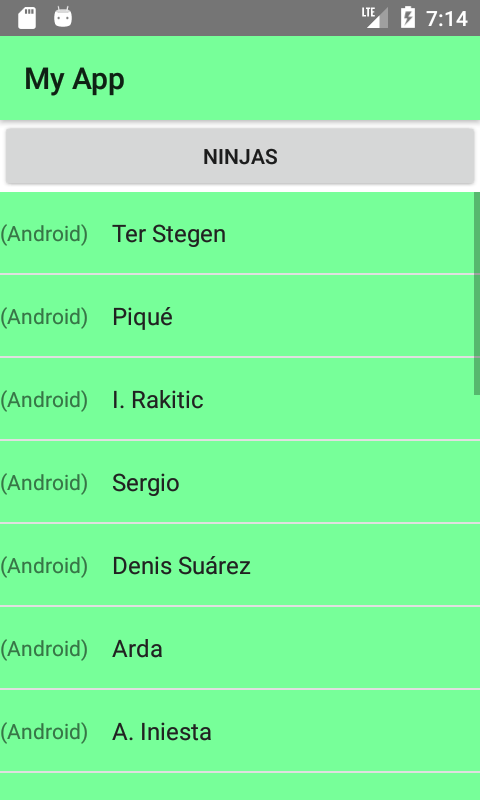 LTE 7:14
My App
NINJAS
(Android) Ter Stegen
(Android) Piqué
(Android) I. Rakitic
(Android) Sergio
(Android) Denis Suárez
(Android) Arda
(Android) A. Iniesta